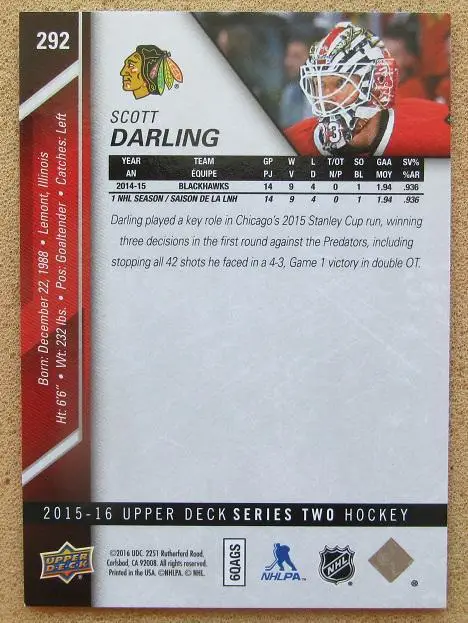 292
SCOTT
DARLING
YEAR TEAM GP W L T/OT SO GAA SV%
AN ÉQUIPE PJ V D N/P BL MOY %AR
2014-15 BLACKHAWKS 14 9 4 0 1 1.94 .936
1 NHL SEASON / SAISON DE LA LNH 14 9 4 0 1 1.94 .936
Darling played a key role in Chicago's 2015 Stanley Cup run, winning
three decisions in the first round against the Predators, including
stopping all 42 shots he faced in a 4-3, Game 1 victory in double OT.
Born: December 22, 1988 • Lemont, Illinois
Ht: 6'6" • Wt: 232 lbs. • Pos: Goaltender • Catches: Left
2015-16 UPPER DECK SERIES TWO HOCKEY
UPPER DECK
©2016 UDC. 2251 Rutherford Road,
Carlsbad, CA 92008. All rights reserved.
Printed in the USA. ©NHLPA. © NHL.
6QAGS
NHLPA
NHL
®
33